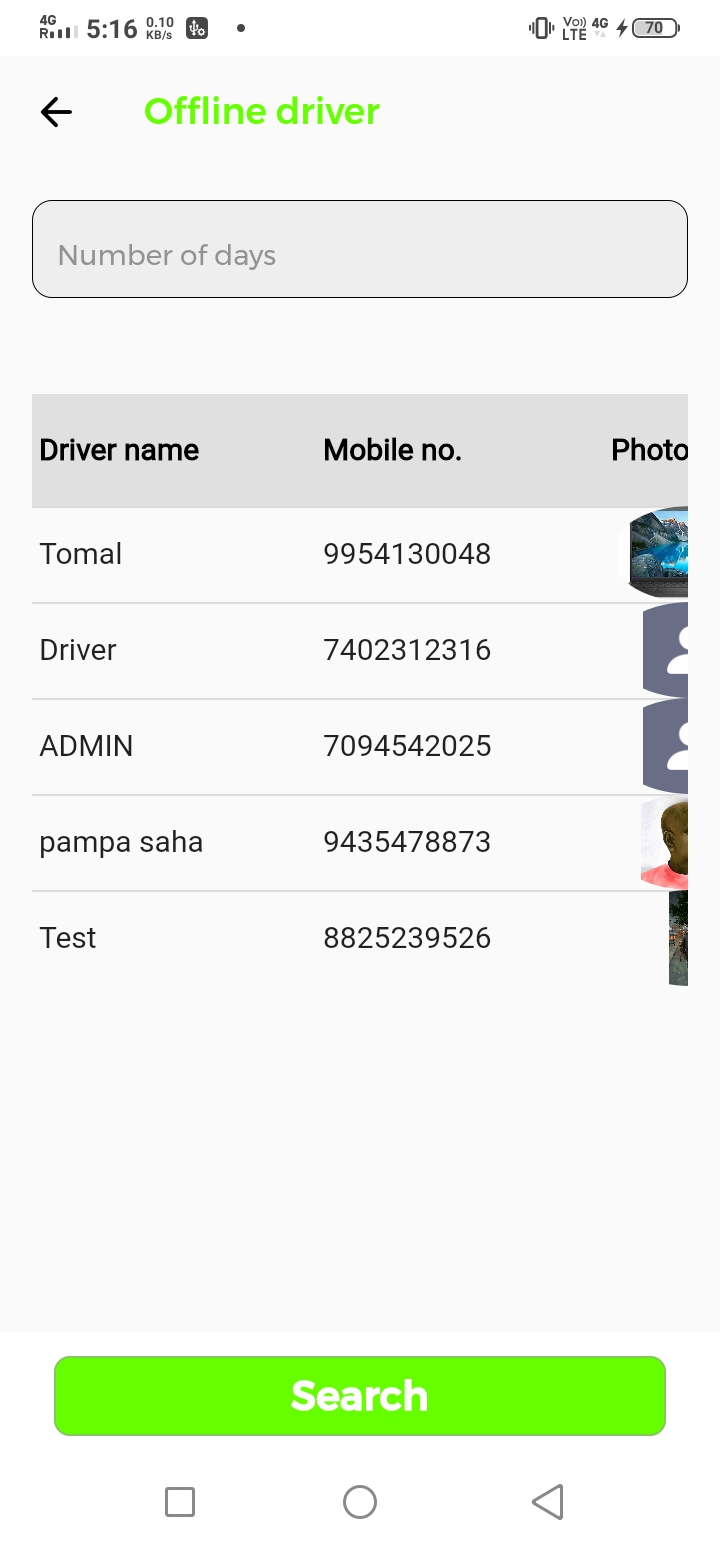 4G R 5:16 0.10 KB/s Vo)) LTE 4G 70
Offline driver
Number of days
Driver name Mobile no. Photo
Tomal 9954130048
Driver 7402312316
ADMIN 7094542025
pampa saha 9435478873
Test 8825239526
Search